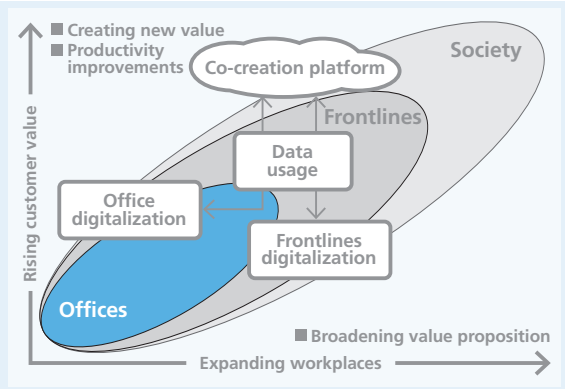 ■ Creating new value
■ Productivity
improvements
Co-creation platform
Society
Frontlines
Data
usage
Office
digitalization
Frontlines
digitalization
Offices
Rising customer value
■ Broadening value proposition
Expanding workplaces